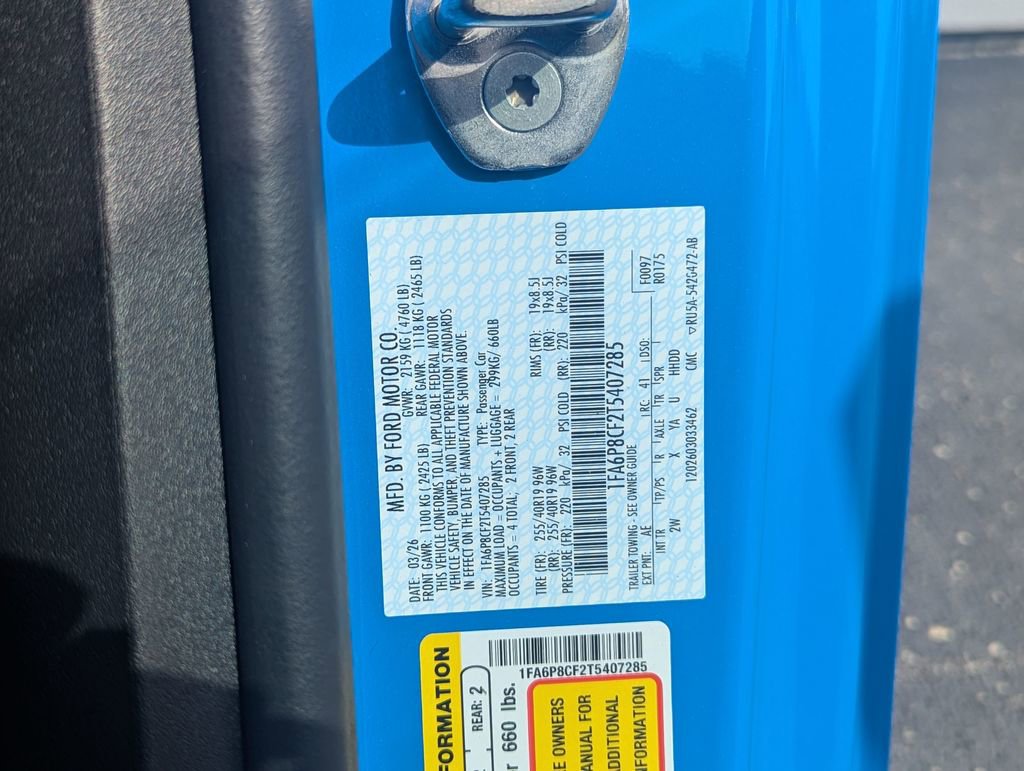 MFD. BY FORD MOTOR CO.
DATE: 03/26 GVWR: 2159 KG ( 4760 LB)
FRONT GAWR: 1100 KG ( 2425 LB) REAR GAWR: 1118 KG ( 2465 LB)
THIS VEHICLE CONFORMS TO ALL APPLICABLE FEDERAL MOTOR
VEHICLE SAFETY, BUMPER, AND THEFT PREVENTION STANDARDS
IN EFFECT ON THE DATE OF MANUFACTURE SHOWN ABOVE.
VIN: 1FA6P8CF2T5407285 TYPE: Passenger Car
MAXIMUM LOAD = OCCUPANTS + LUGGAGE = 299KG/ 660LB
OCCUPANTS = 4 TOTAL; 2 FRONT, 2 REAR
TIRE (FR): 255/40R19 96W RIMS (FR): 19x8.5J
(RR): 255/40R19 96W (RR): 19x8.5J
PRESSURE (FR): 220 kPa/ 32 PSI COLD (RR): 220 kPa/ 32 PSI COLD
1FA6P8CF2T5407285
TRAILER TOWING - SEE OWNER GUIDE F0097
EXT PNT: AE RC: 41 DSO: R0175
INT TR TP/PS R AXLE TR SPR
2W X YA U HHDD
1202603033462 CMC ▽RU5A-5420472-AB
FORMATION
REAR: 2
r 660 lbs.
1FA6P8CF2T5407285
E OWNERS
ANUAL FOR
ADDITIONAL